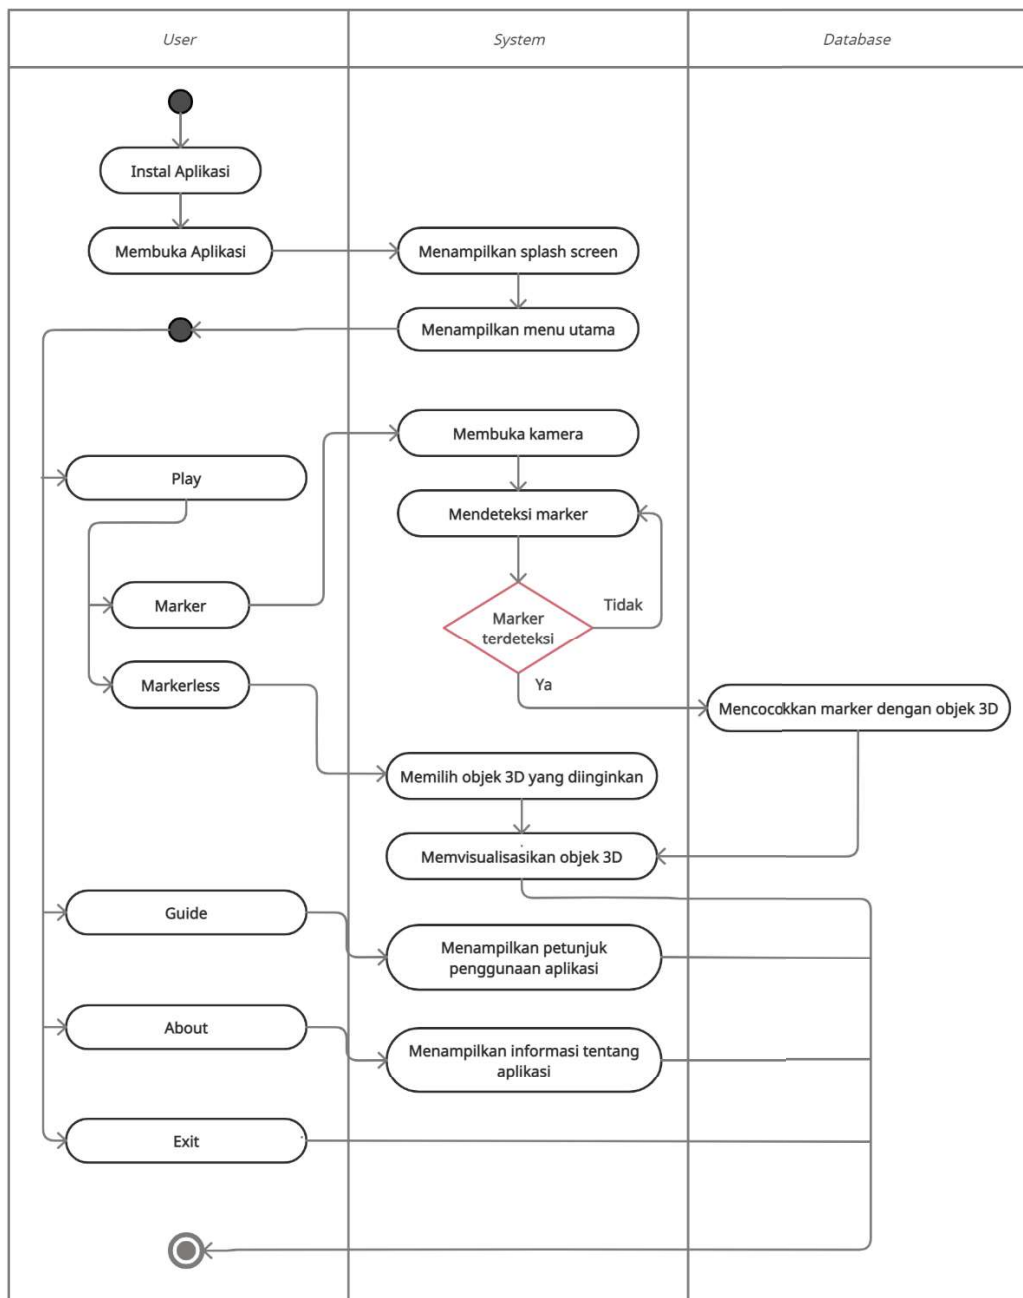 User
System
Database
Instal Aplikasi
Membuka Aplikasi
Menampilkan splash screen
Menampilkan menu utama
Membuka kamera
Play
Mendeteksi marker
Marker
Tidak
Marker
terdeteksi
Markerless
Ya
Mencocokkan marker dengan objek 3D
Memilih objek 3D yang diinginkan
Memvisualisasikan objek 3D
Guide
Menampilkan petunjuk
penggunaan aplikasi
About
Menampilkan informasi tentang
aplikasi
Exit